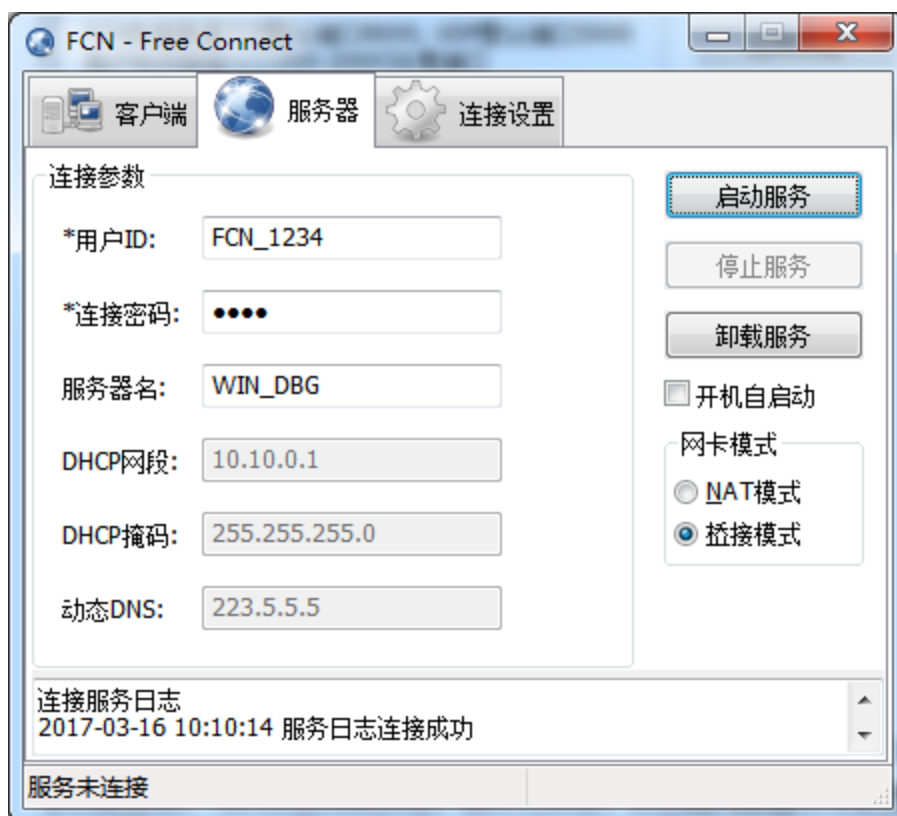 FCN - Free Connect
客户端 服务器 连接设置
连接参数
*用户ID: FCN_1234
*连接密码: ●●●●
服务器名: WIN_DBG
DHCP网段: 10.10.0.1
DHCP掩码: 255.255.255.0
动态DNS: 223.5.5.5
启动服务
停止服务
卸载服务
开机自启动
网卡模式
NAT模式
桥接模式
连接服务日志
2017-03-16 10:10:14 服务日志连接成功
服务未连接